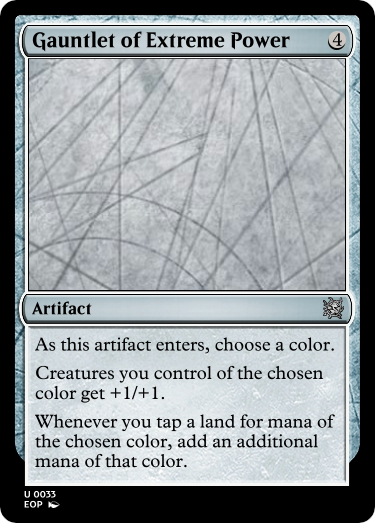 Gauntlet of Extreme Power 4
Artifact
As this artifact enters, choose a color.
Creatures you control of the chosen
color get +1/+1.
Whenever you tap a land for mana of
the chosen color, add an additional
mana of that color.
U 0033
EOP